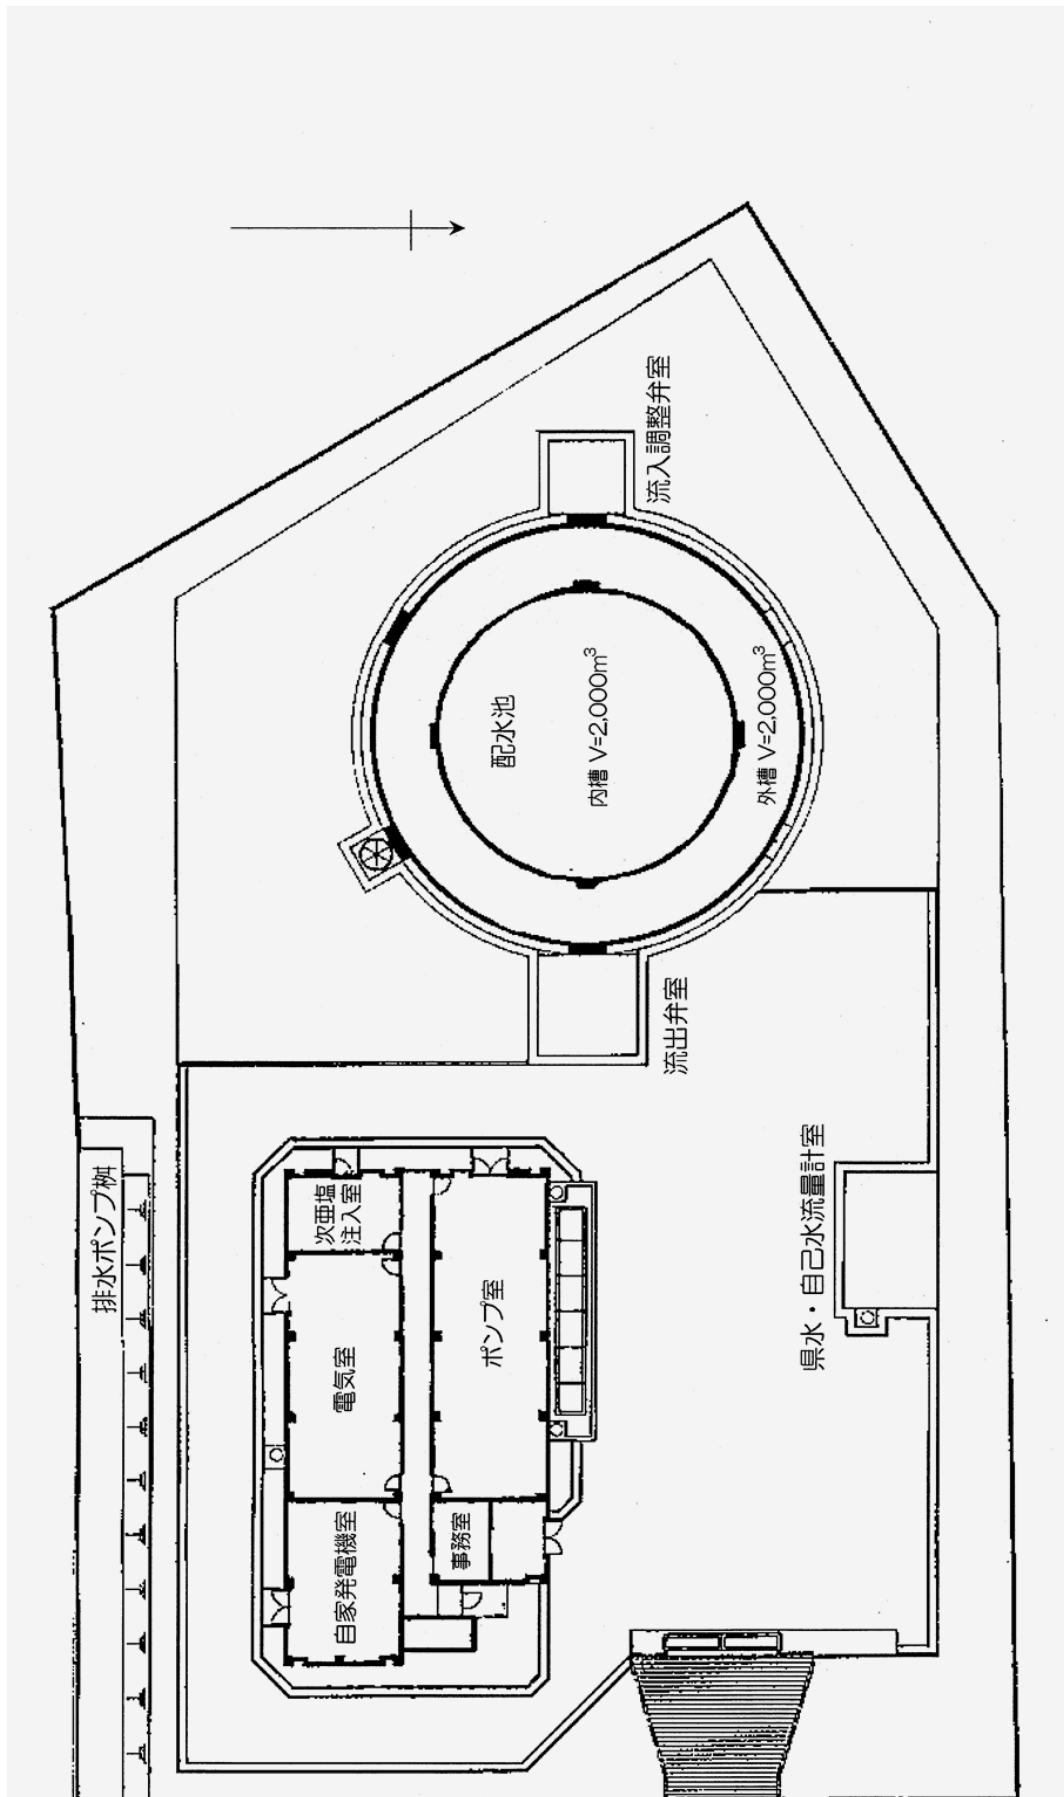 流入調整弁室
配水池
内槽 V=2,000m³
外槽 V=2,000m³
流出弁室
排水ポンプ桝
次亜塩
注入室
電気室
自家発電機室
ポンプ室
事務室
県水・自己水流量計室